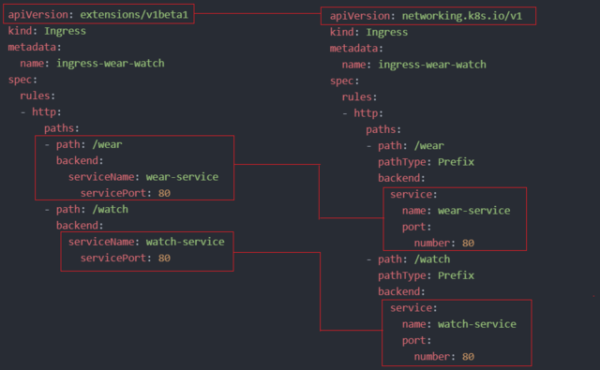 apiVersion: extensions/v1beta1
kind: Ingress
metadata:
  name: ingress-wear-watch
spec:
  rules:
  - http:
      paths:
      - path: /wear
        backend:
          serviceName: wear-service
            servicePort: 80
      - path: /watch
        backend:
          serviceName: watch-service
            servicePort: 80
apiVersion: networking.k8s.io/v1
kind: Ingress
metadata:
  name: ingress-wear-watch
spec:
  rules:
  - http:
      paths:
      - path: /wear
        pathType: Prefix
        backend:
          service:
            name: wear-service
            port:
              number: 80
      - path: /watch
        pathType: Prefix
        backend:
          service:
            name: watch-service
            port:
              number: 80